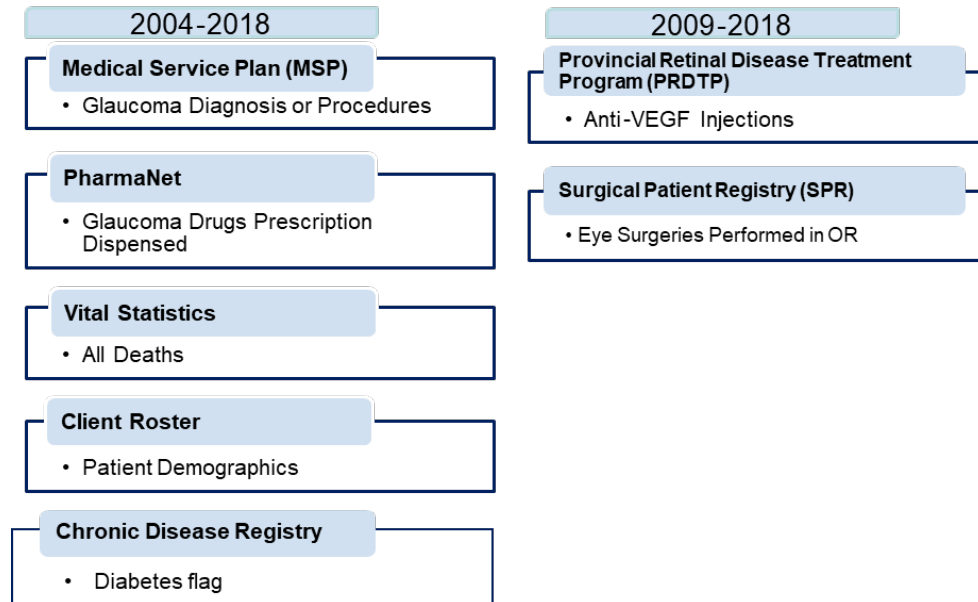 2004-2018
Medical Service Plan (MSP)
• Glaucoma Diagnosis or Procedures
PharmaNet
• Glaucoma Drugs Prescription
Dispensed
Vital Statistics
• All Deaths
Client Roster
• Patient Demographics
Chronic Disease Registry
• Diabetes flag
2009-2018
Provincial Retinal Disease Treatment
Program (PRDTP)
• Anti-VEGF Injections
Surgical Patient Registry (SPR)
• Eye Surgeries Performed in OR